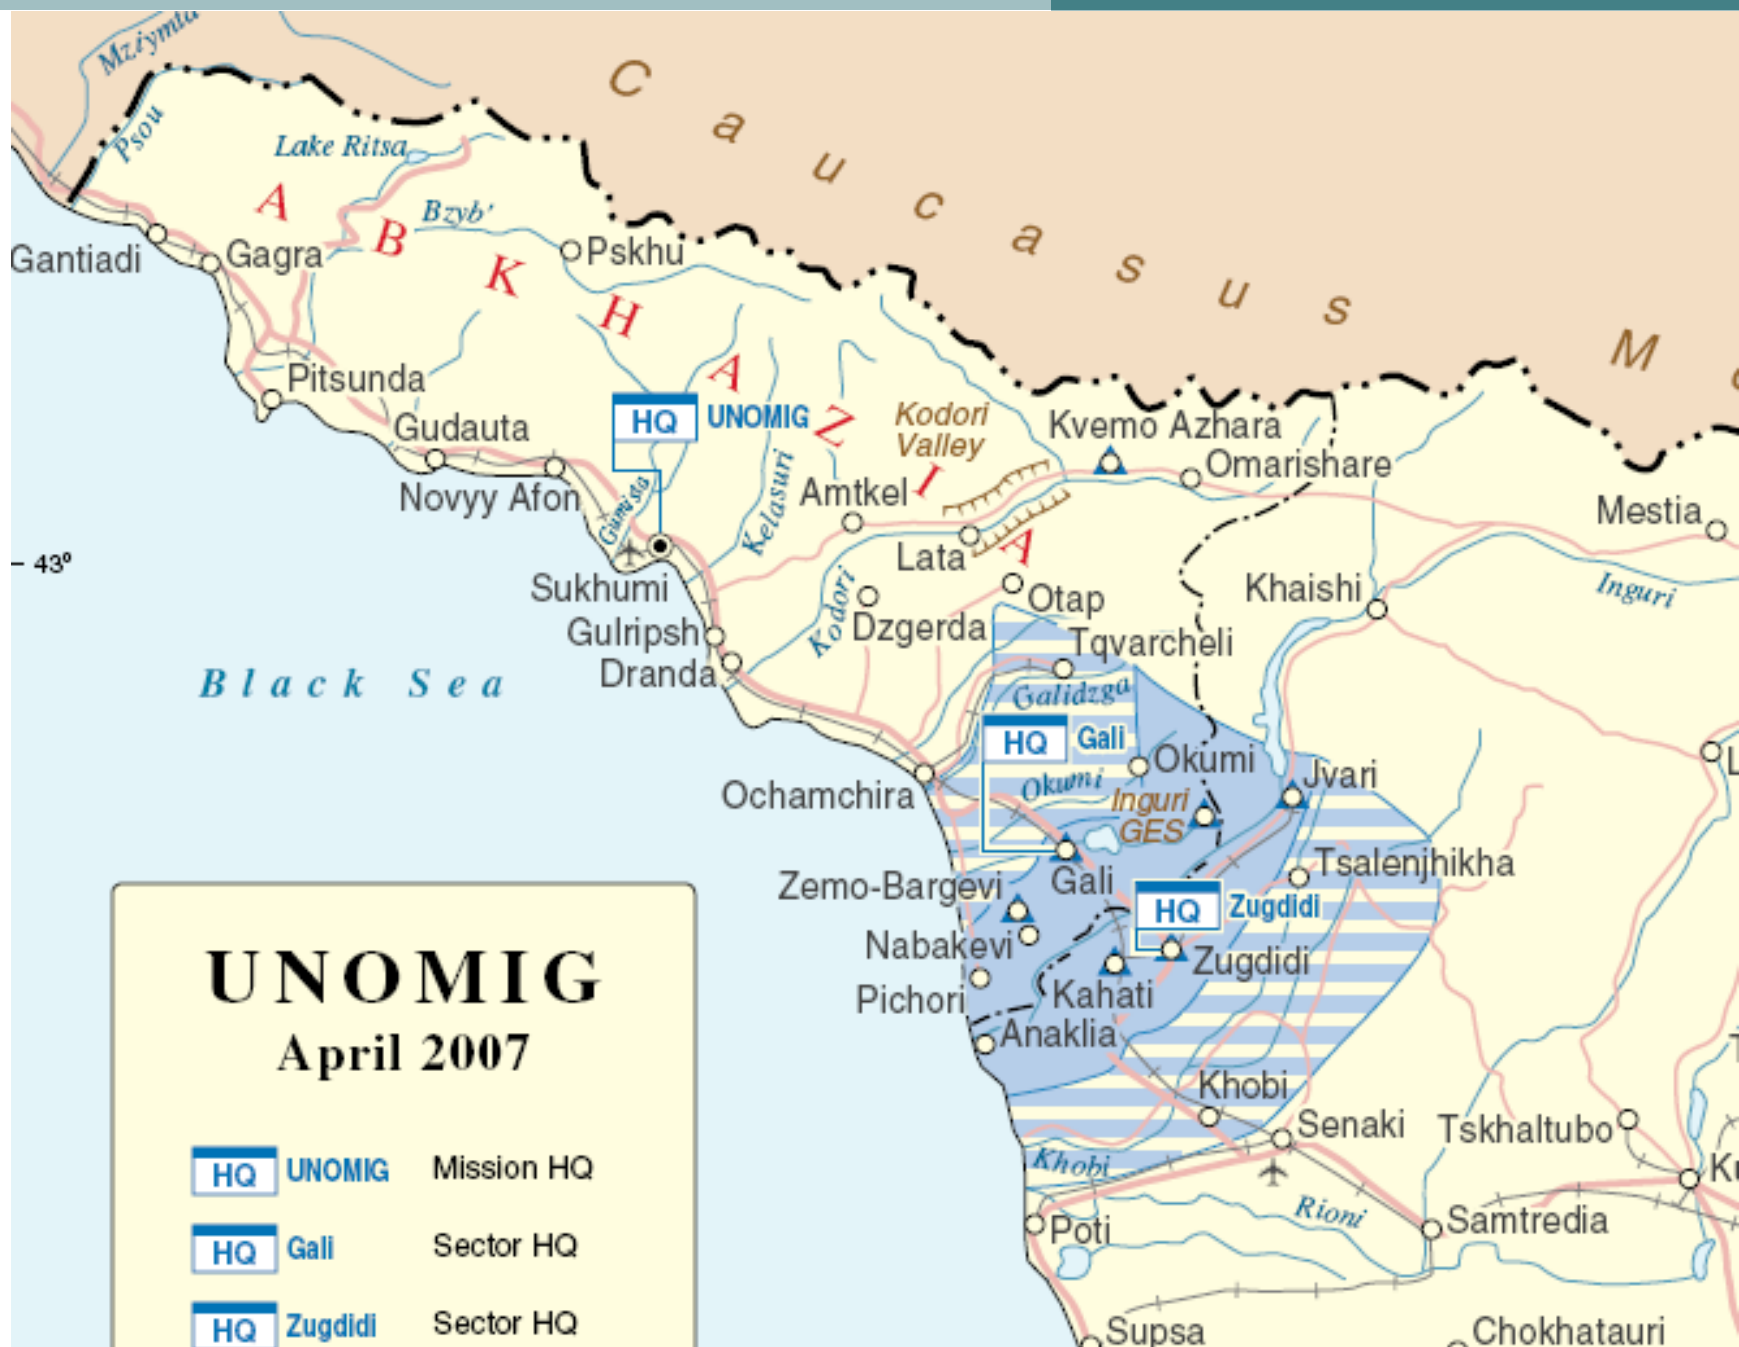 Mziymta
Psou
Lake Ritsa
Bzyb'
Pskhu
Gantiadi
Gagra
ABKHAZIA
Caucasus
Pitsunda
Gudauta
Novyy Afon
HQ UNOMIG
Gumista
Kelasuri
Kodori
Valley
Kvemo Azhara
Omarishare
Amtkel
Lata
Mestia
43°
Sukhumi
Khaishi
Inguri
Otap
Kodori
Dzgerda
Gulripsh
Dranda
Tqvarcheli
Black Sea
Galidzga
HQ Gali
Okumi
Okumi
Ochamchira
Jvari
Inguri
GES
Tsalenjhikha
Gali
Zemo-Bargevi
HQ Zugdidi
Nabakevi
Zugdidi
Pichori
Kahati
Anaklia
Khobi
Senaki
Tskhaltubo
Khobi
Rioni
Samtredia
Poti
Supsa
Chokhatauri
UNOMIG
April 2007
HQ UNOMIG Mission HQ
HQ Gali Sector HQ
HQ Zugdidi Sector HQ